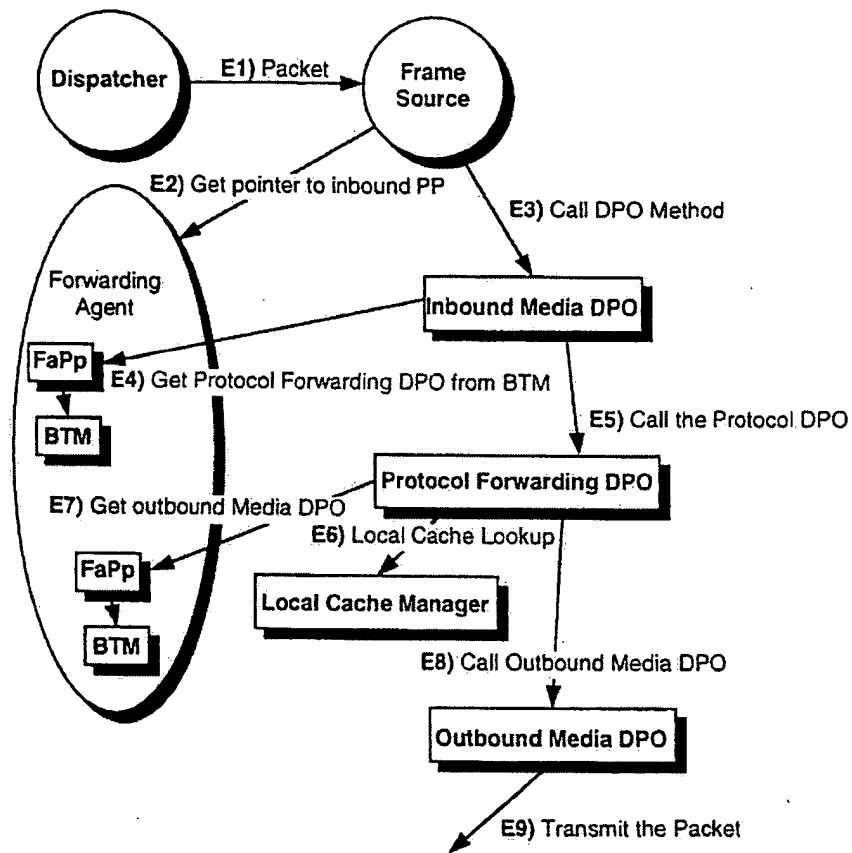 Dispatcher
E1) Packet
Frame
Source
E2) Get pointer to inbound PP
E3) Call DPO Method
Forwarding
Agent
Inbound Media DPO
FaPp
E4) Get Protocol Forwarding DPO from BTM
BTM
E5) Call the Protocol DPO
Protocol Forwarding DPO
E7) Get outbound Media DPO
E6) Local Cache Lookup
FaPp
Local Cache Manager
BTM
E8) Call Outbound Media DPO
Outbound Media DPO
E9) Transmit the Packet